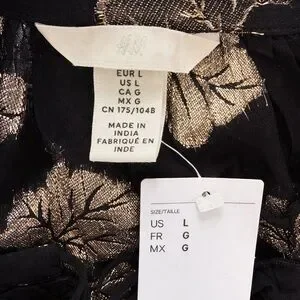 EUR L
US L
CA G
MX G
CN 175/104B
MADE IN
INDIA
FABRIQUÉ EN
INDE
SIZE/TAILLE
US L
FR G
MX G